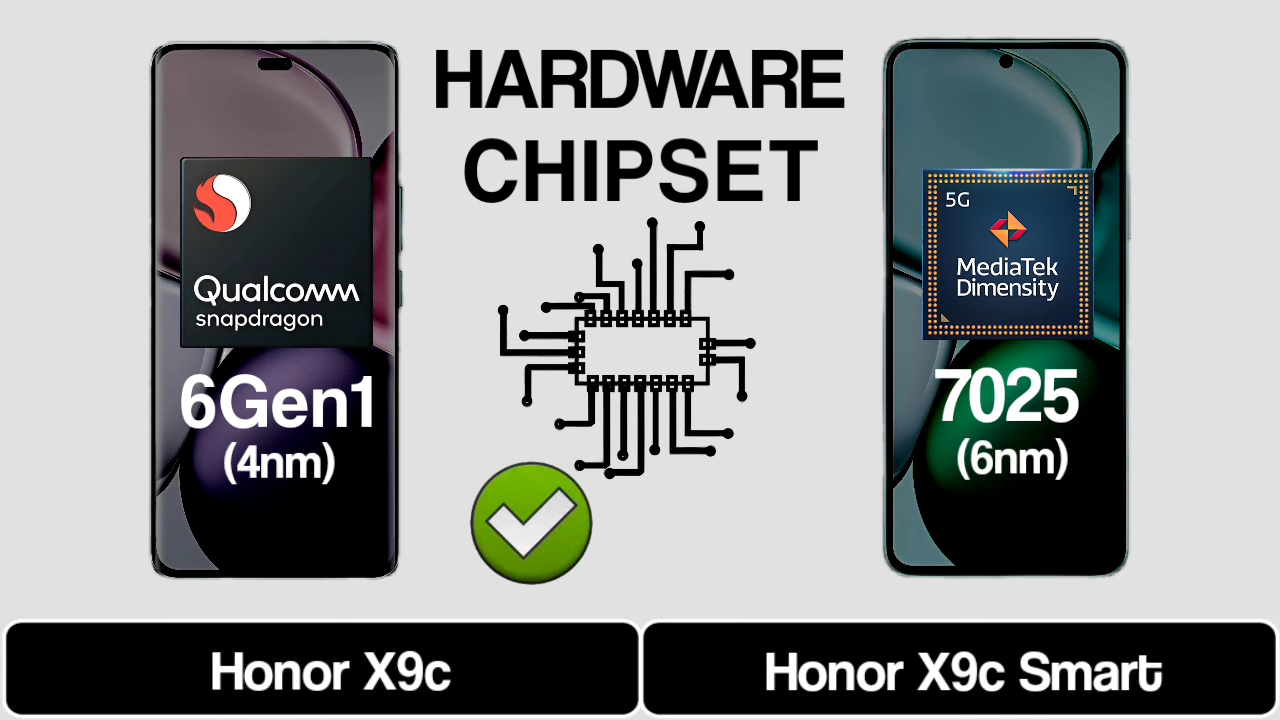 HARDWARE
CHIPSET
Qualcomm
snapdragon
6Gen1
(4nm)
5G
MediaTek
Dimensity
7025
(6nm)
Honor X9c
Honor X9c Smart